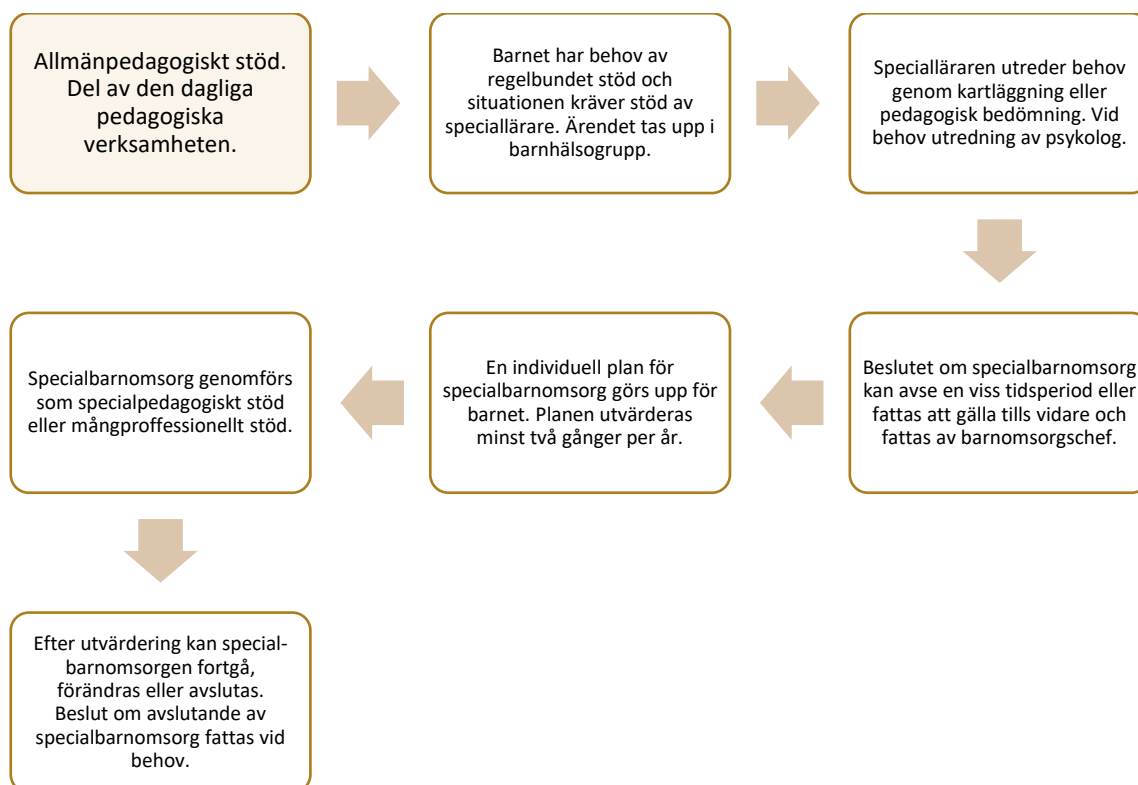 Allmänpedagogiskt stöd.
Del av den dagliga
pedagogiska
verksamheten.
Barnet har behov av
regelbundet stöd och
situationen kräver stöd av
speciallärare. Ärendet tas upp i
barnhälsogrupp.
Specialläraren utreder behov
genom kartläggning eller
pedagogisk bedömning. Vid
behov utredning av psykolog.
Beslutet om specialbarnomsorg
kan avse en viss tidsperiod eller
fattas att gälla tills vidare och
fattas av barnomsorgschef.
En individuell plan för
specialbarnomsorg görs upp för
barnet. Planen utvärderas
minst två gånger per år.
Specialbarnomsorg genomförs
som specialpedagogiskt stöd
eller mångproffessionellt stöd.
Efter utvärdering kan special-
barnomsorgen fortgå,
förändras eller avslutas.
Beslut om avslutande av
specialbarnomsorg fattas vid
behov.